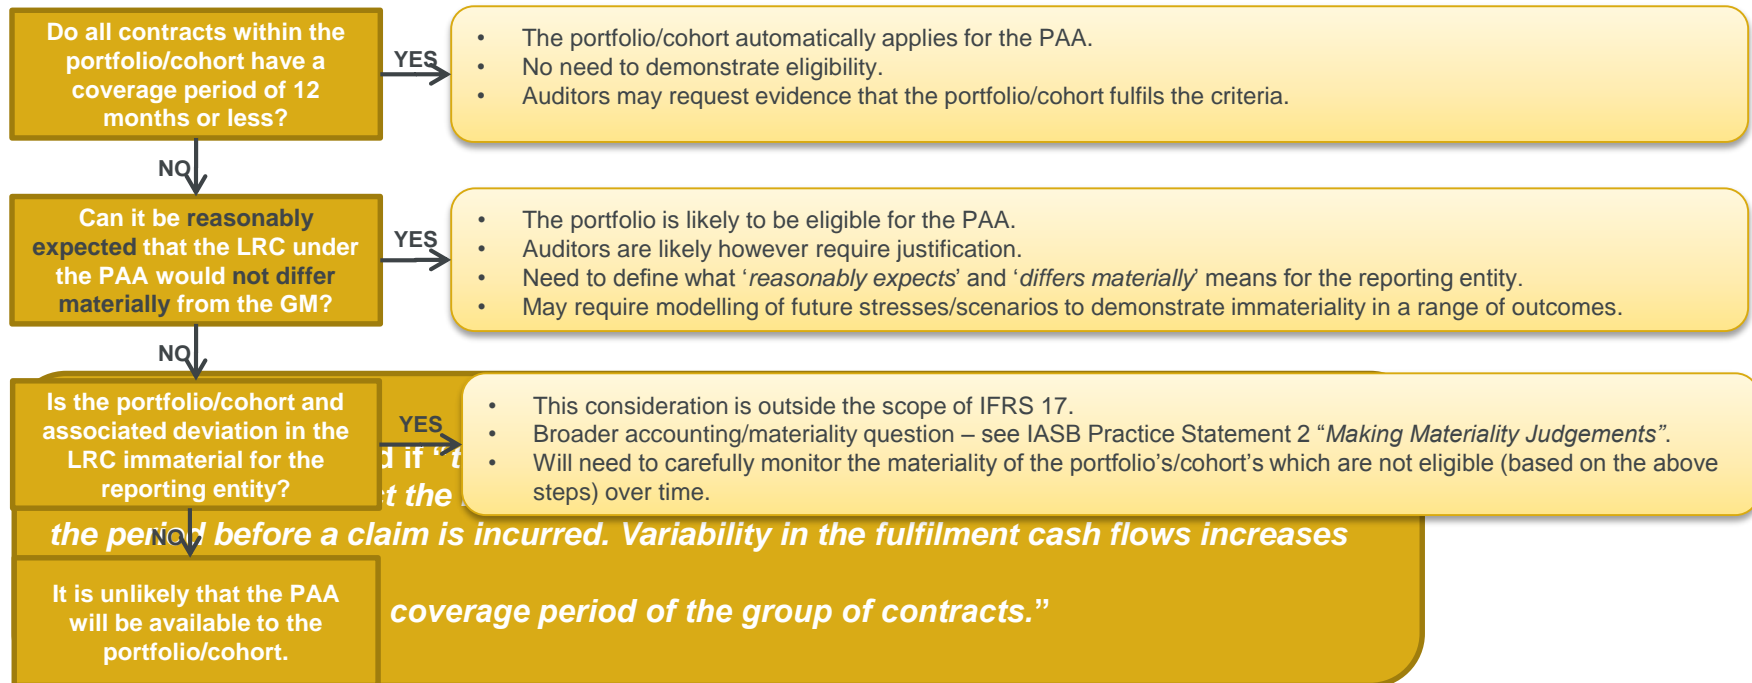 Do all contracts within the
portfolio/cohort have a
coverage period of 12
months or less?
YES
• The portfolio/cohort automatically applies for the PAA.
• No need to demonstrate eligibility.
• Auditors may request evidence that the portfolio/cohort fulfils the criteria.
NO
Can it be reasonably
expected that the LRC under
the PAA would not differ
materially from the GM?
YES
• The portfolio is likely to be eligible for the PAA.
• Auditors are likely however require justification.
• Need to define what ‘reasonably expects’ and ‘differs materially’ means for the reporting entity.
• May require modelling of future stresses/scenarios to demonstrate immateriality in a range of outcomes.
NO
Is the portfolio/cohort and
associated deviation in the
LRC immaterial for the
reporting entity?
YES
• This consideration is outside the scope of IFRS 17.
• Broader accounting/materiality question – see IASB Practice Statement 2 “Making Materiality Judgements”.
• Will need to carefully monitor the materiality of the portfolio’s/cohort’s which are not eligible (based on the above
steps) over time.
if “
the
the period before a claim is incurred. Variability in the fulfilment cash flows increases
NO
It is unlikely that the PAA
will be available to the
portfolio/cohort.
coverage period of the group of contracts.”